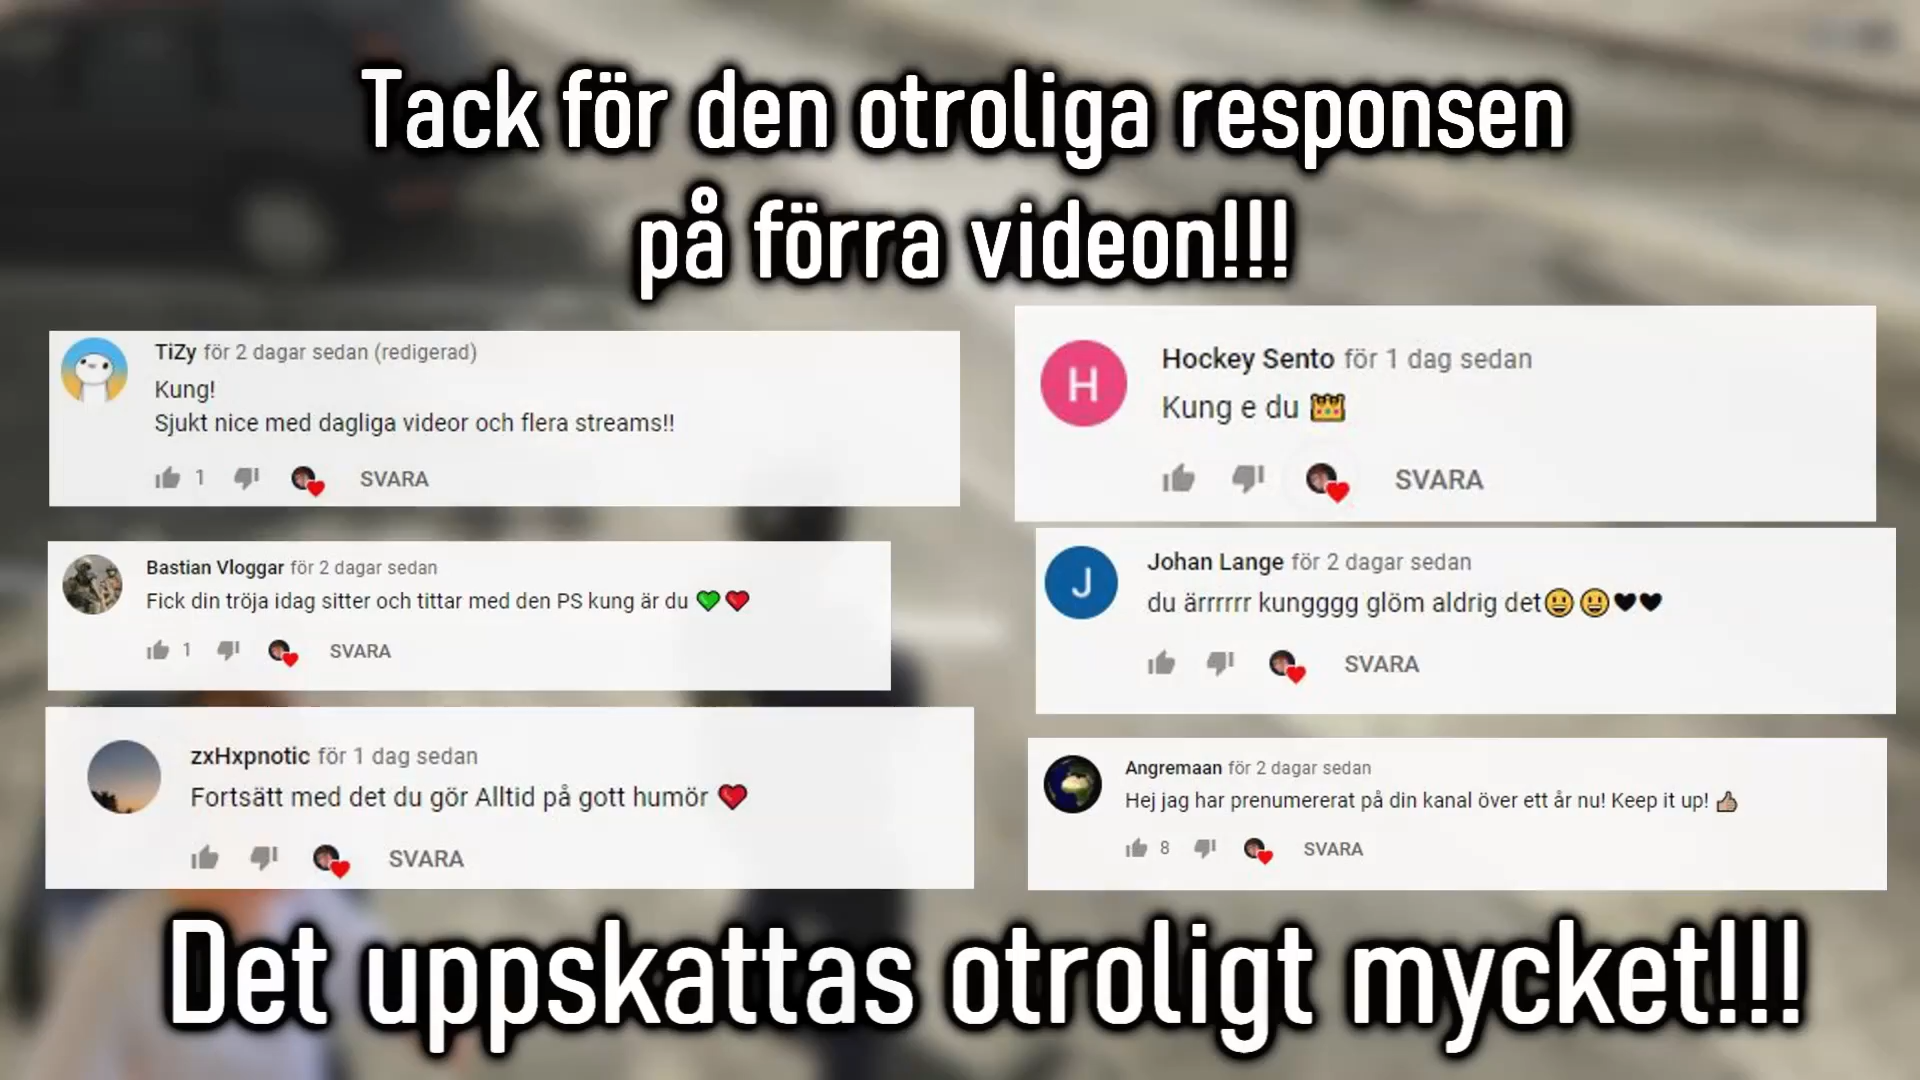 Tack för den otroliga responsen
på förra videon!!!
TiZy för 2 dagar sedan (redigerad)
Kung!
Sjukt nice med dagliga videor och flera streams!!
1 SVARA
Bastian Vloggar för 2 dagar sedan
Fick din tröja idag sitter och tittar med den PS kung är du 💚❤️
1 SVARA
zxHxpnotic för 1 dag sedan
Fortsätt med det du gör Alltid på gott humör ❤️
SVARA
H
Hockey Sento för 1 dag sedan
Kung e du 👑
SVARA
J
Johan Lange för 2 dagar sedan
du ärrrrrr kungggg glöm aldrig det😃😃🖤🖤
SVARA
Angremaan för 2 dagar sedan
Hej jag har prenumererat på din kanal över ett år nu! Keep it up! 👍🏼
8 SVARA
Det uppskattas otroligt mycket!!!